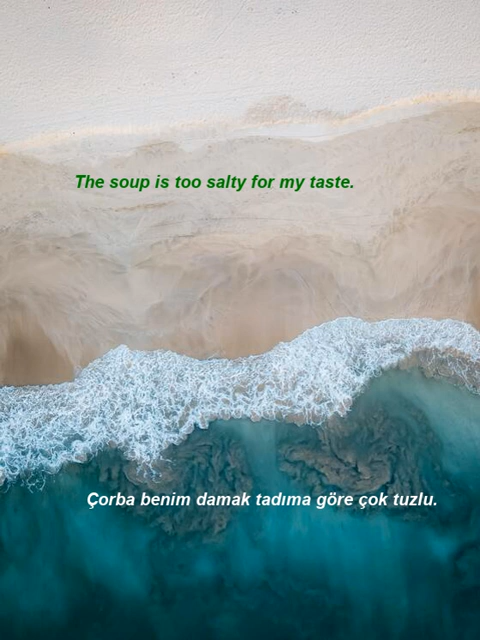 The soup is too salty for my taste.
Çorba benim damak tadıma göre çok tuzlu.